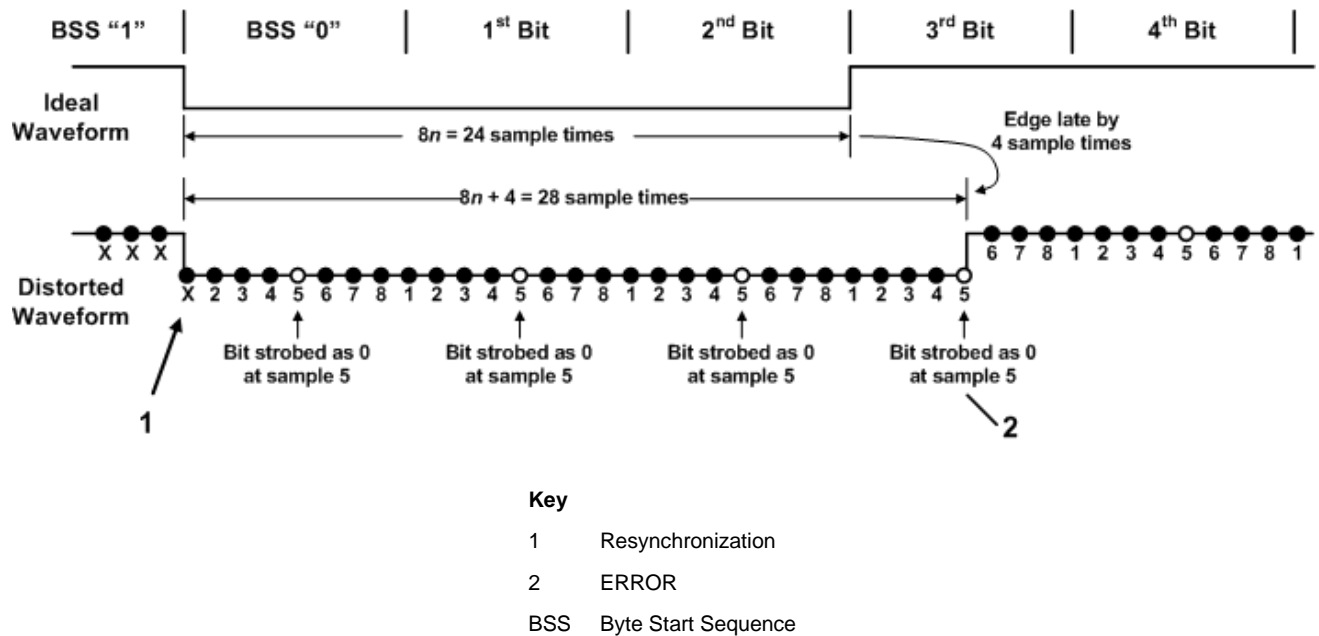 BSS “1” | BSS “0” | 1st Bit | 2nd Bit | 3rd Bit | 4th Bit |
Ideal
Waveform
8n = 24 sample times
Edge late by
4 sample times
8n + 4 = 28 sample times
X X X
6 7 8 1 2 3 4 5 6 7 8 1
Distorted
Waveform
X 2 3 4 5 6 7 8 1 2 3 4 5 6 7 8 1 2 3 4 5 6 7 8 1 2 3 4 5
Bit strobed as 0
at sample 5
Bit strobed as 0
at sample 5
Bit strobed as 0
at sample 5
Bit strobed as 0
at sample 5
1
2
Key
1 Resynchronization
2 ERROR
BSS Byte Start Sequence